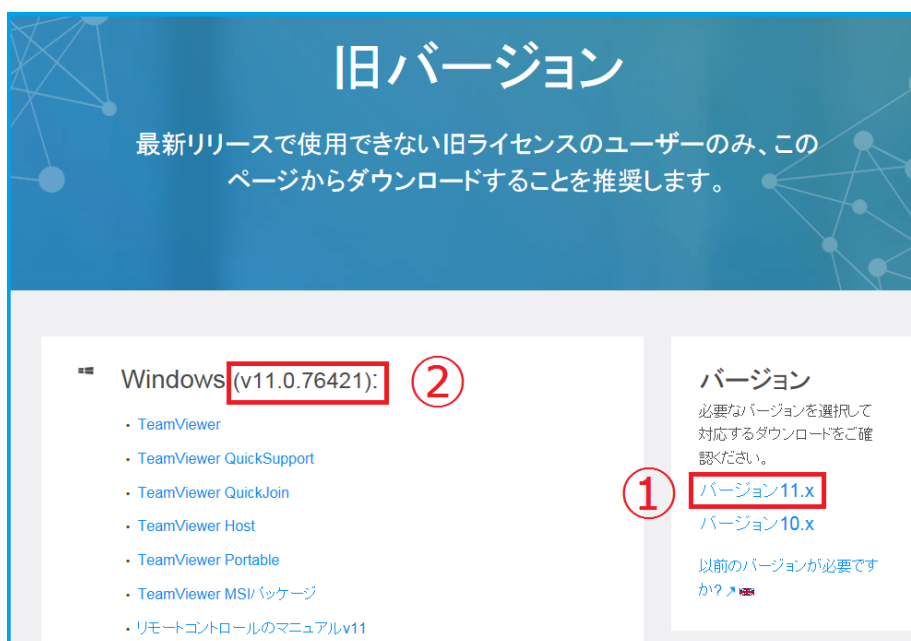 旧バージョン
最新リリースで使用できない旧ライセンスのユーザーのみ、この
ページからダウンロードすることを推奨します。
Windows (v11.0.76421):
②
• TeamViewer
• TeamViewer QuickSupport
• TeamViewer QuickJoin
• TeamViewer Host
• TeamViewer Portable
• TeamViewer MSIパッケージ
• リモートコントロールのマニュアルv11
バージョン
必要なバージョンを選択して
対応するダウンロードをご確
認ください。
①
バージョン11.x
バージョン10.x
以前のバージョンが必要です
か?